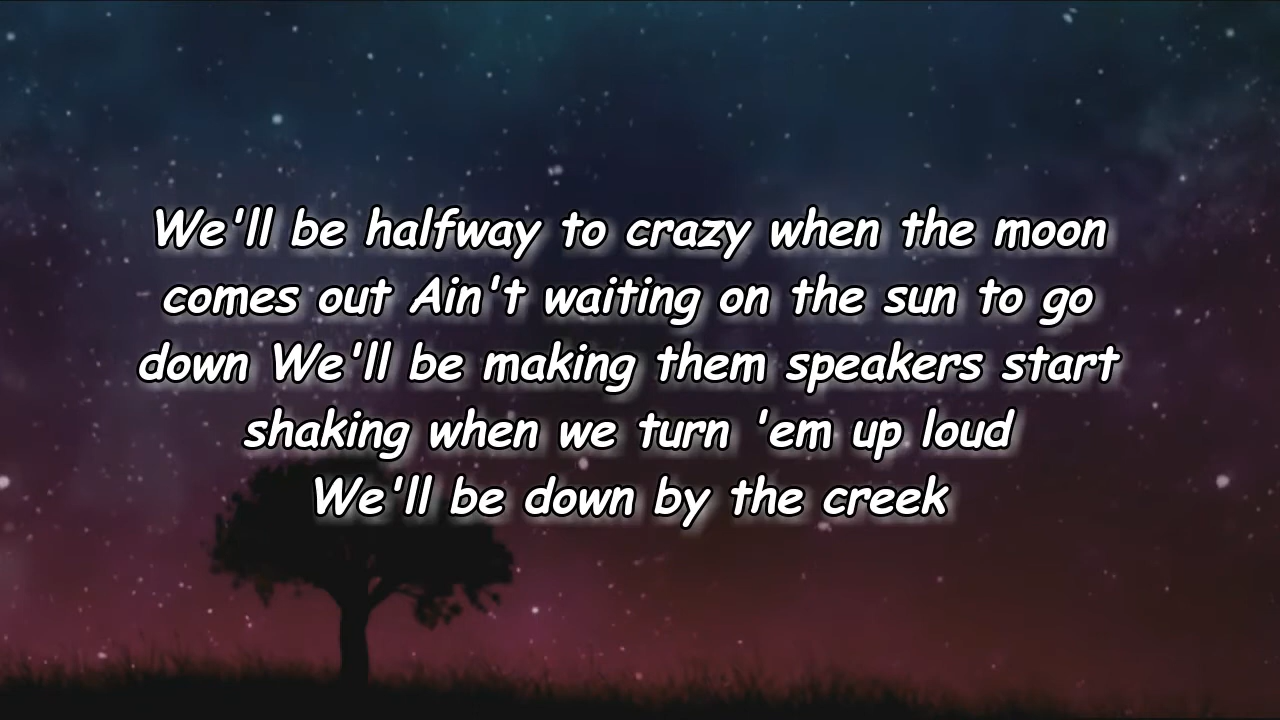 We'll be halfway to crazy when the moon
comes out Ain't waiting on the sun to go
down We'll be making them speakers start
shaking when we turn 'em up loud
We'll be down by the creek